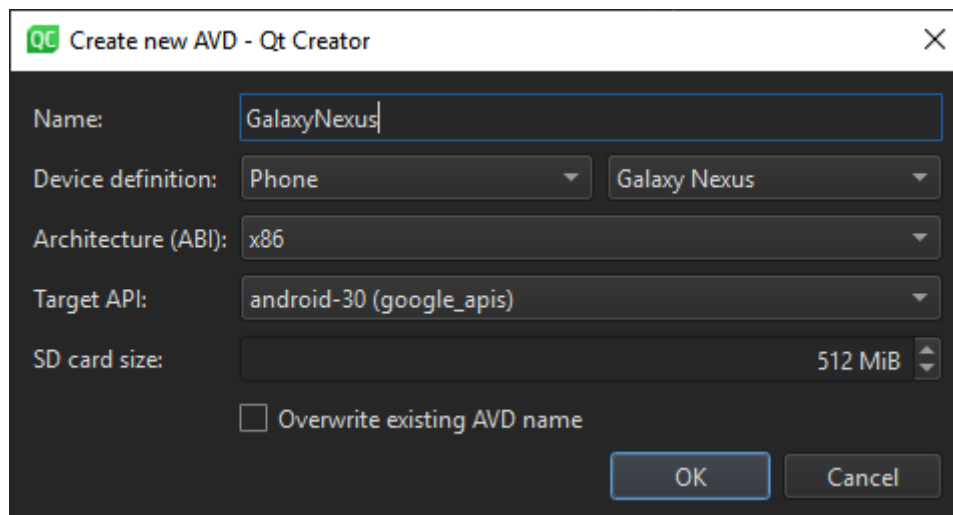 QC Create new AVD - Qt Creator
Name: GalaxyNexus
Device definition: Phone Galaxy Nexus
Architecture (ABI): x86
Target API: android-30 (google_apis)
SD card size: 512 MiB
Overwrite existing AVD name
OK Cancel